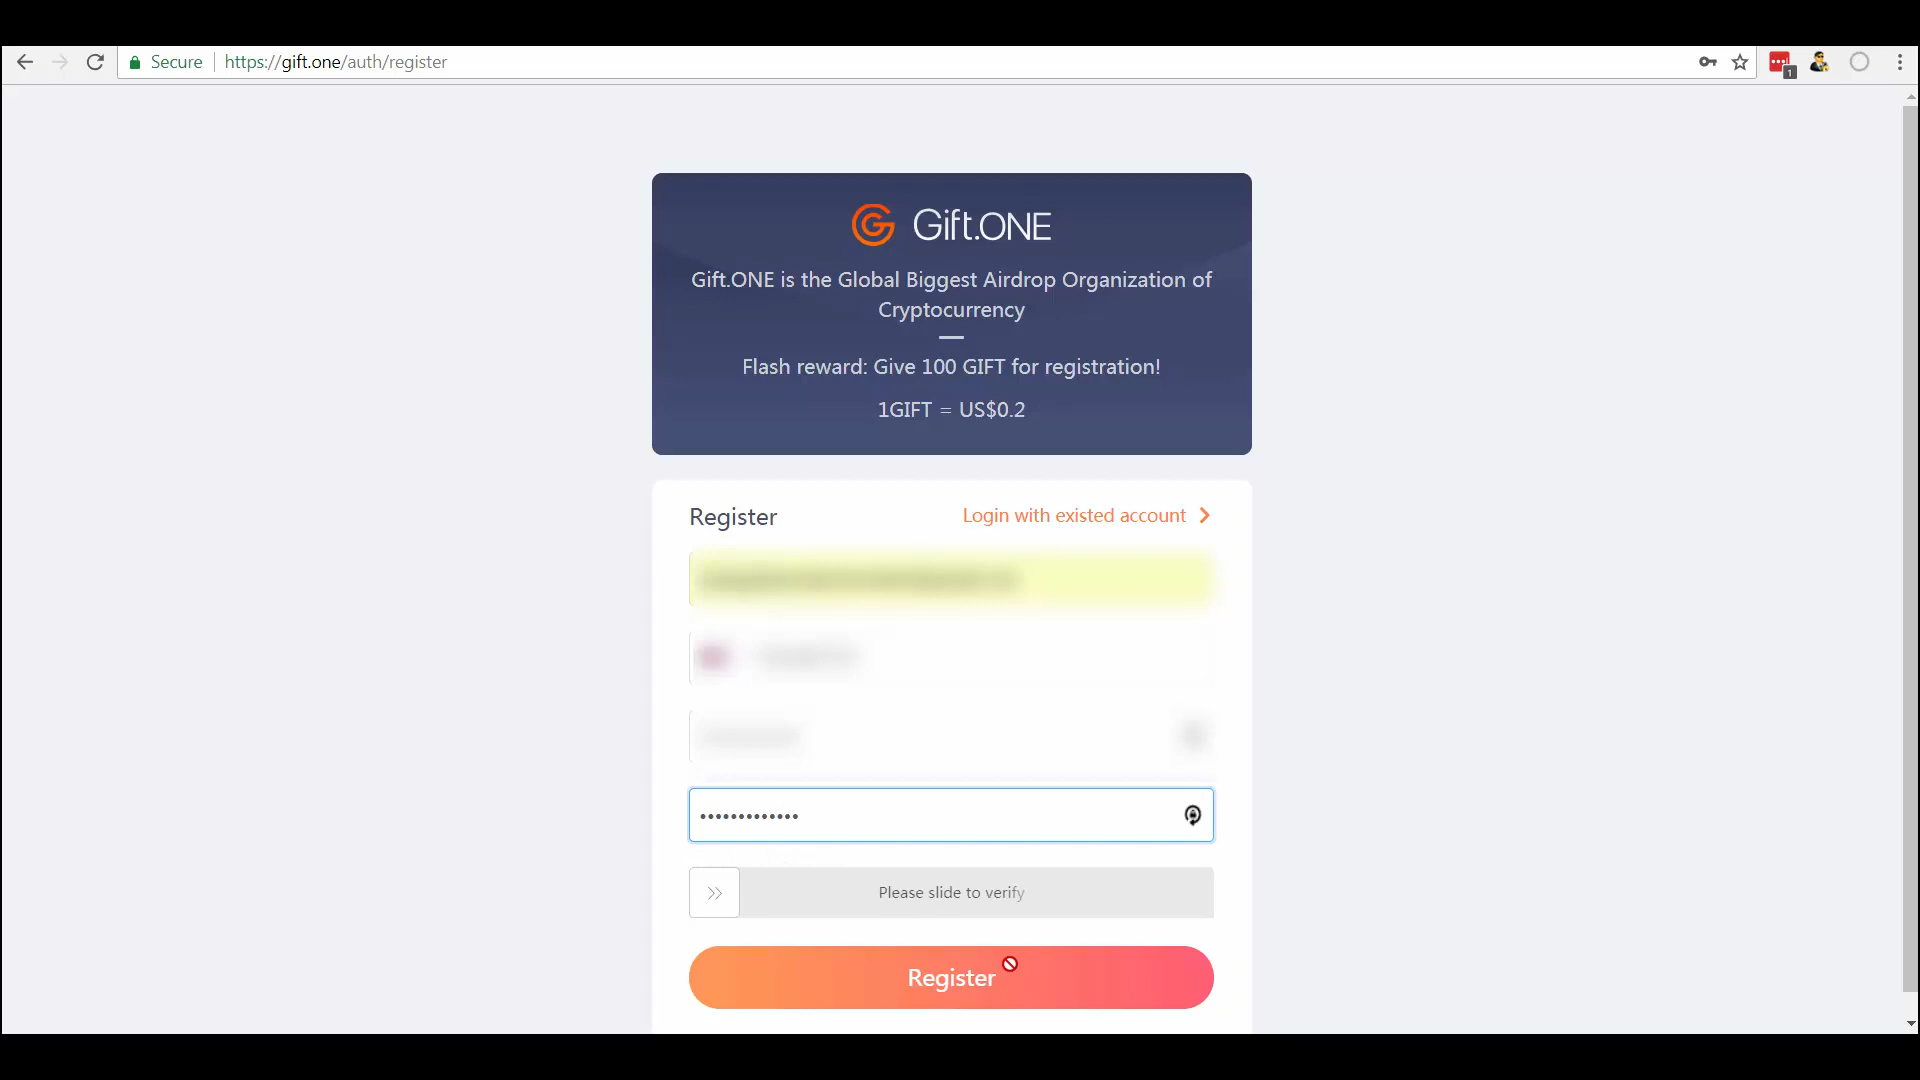 Secure https://gift.one/auth/register
1
Gift.ONE
Gift.ONE is the Global Biggest Airdrop Organization of
Cryptocurrency
Flash reward: Give 100 GIFT for registration!
1GIFT = US$0.2
Register
Login with existed account
•••••••••••••
Please slide to verify
Register